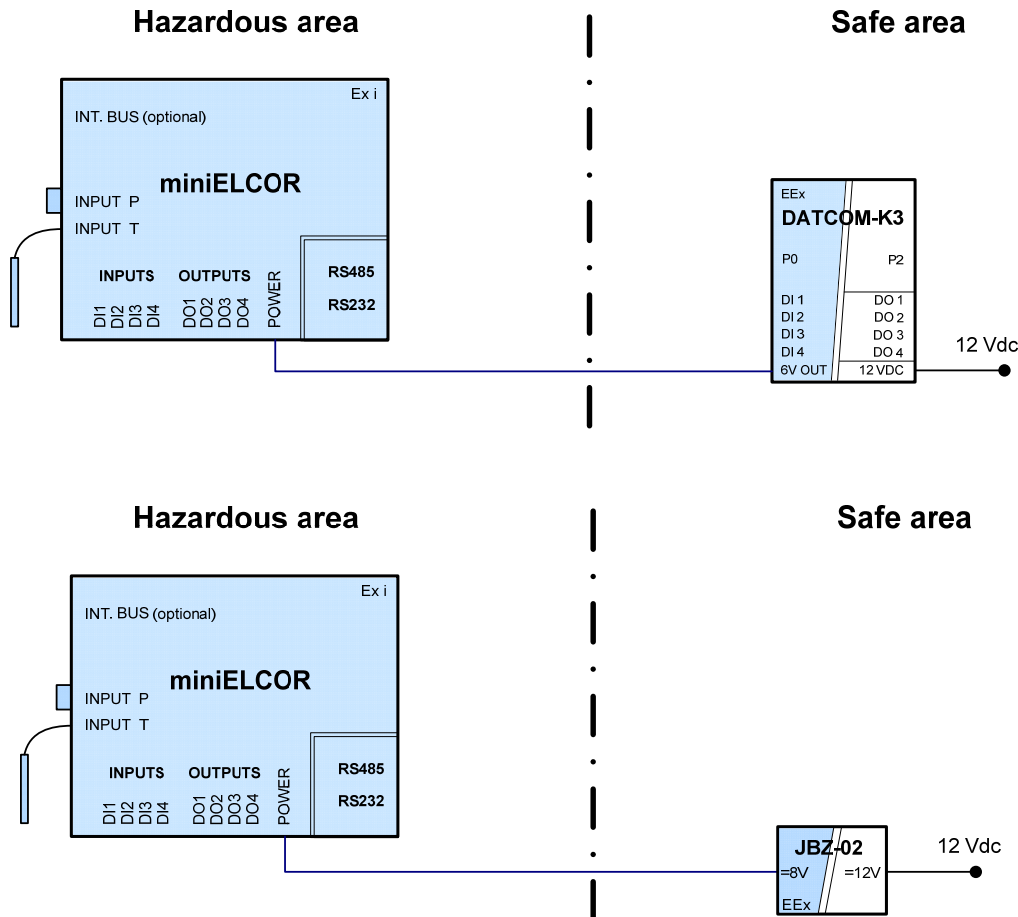 Hazardous area
Safe area
Ex i
INT. BUS (optional)
miniELCOR
INPUT P
INPUT T
INPUTS OUTPUTS
DI1 DI2 DI3 DI4 DO1 DO2 DO3 DO4 POWER
RS485
RS232
EEx
DATCOM-K3
P0 P2
DI 1 DO 1
DI 2 DO 2
DI 3 DO 3
DI 4 DO 4
6V OUT 12 VDC
12 Vdc
Hazardous area
Safe area
Ex i
INT. BUS (optional)
miniELCOR
INPUT P
INPUT T
INPUTS OUTPUTS
DI1 DI2 DI3 DI4 DO1 DO2 DO3 DO4 POWER
RS485
RS232
JBZ-02
=8V =12V
EEx
12 Vdc